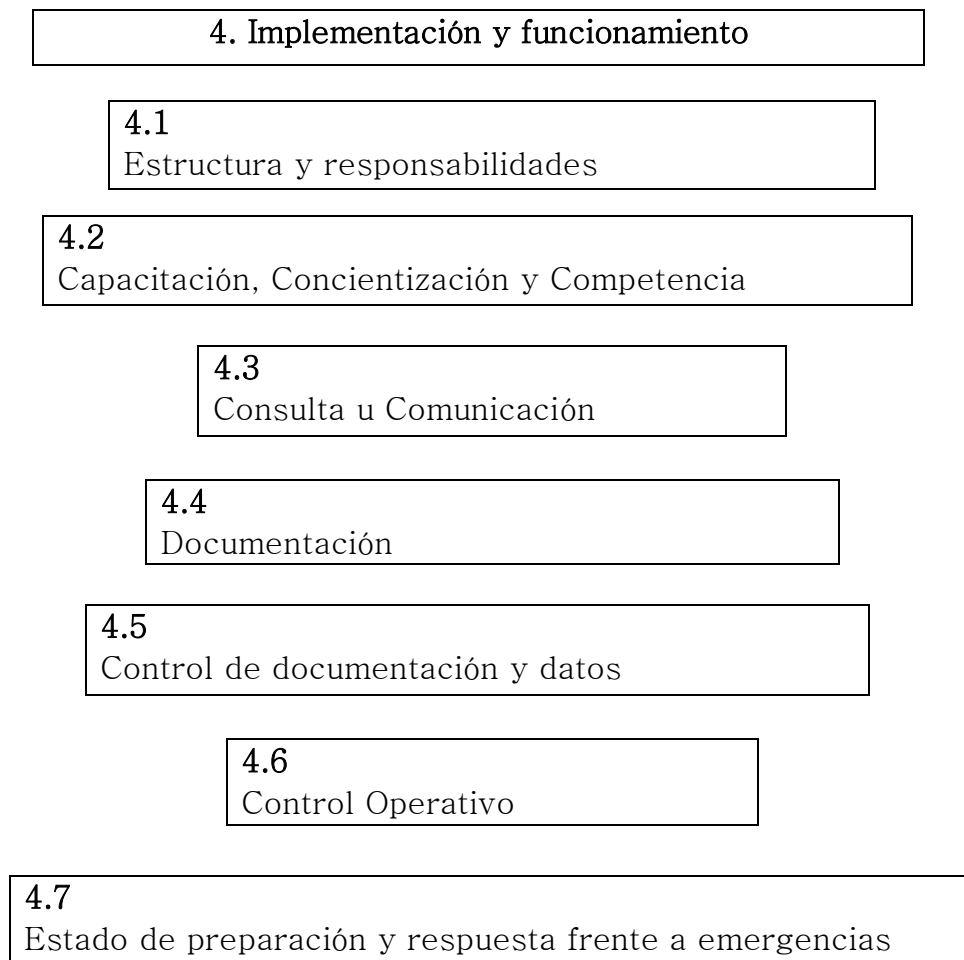 4. Implementación y funcionamiento
4.1
Estructura y responsabilidades
4.2
Capacitación, Concientización y Competencia
4.3
Consulta u Comunicación
4.4
Documentación
4.5
Control de documentación y datos
4.6
Control Operativo
4.7
Estado de preparación y respuesta frente a emergencias